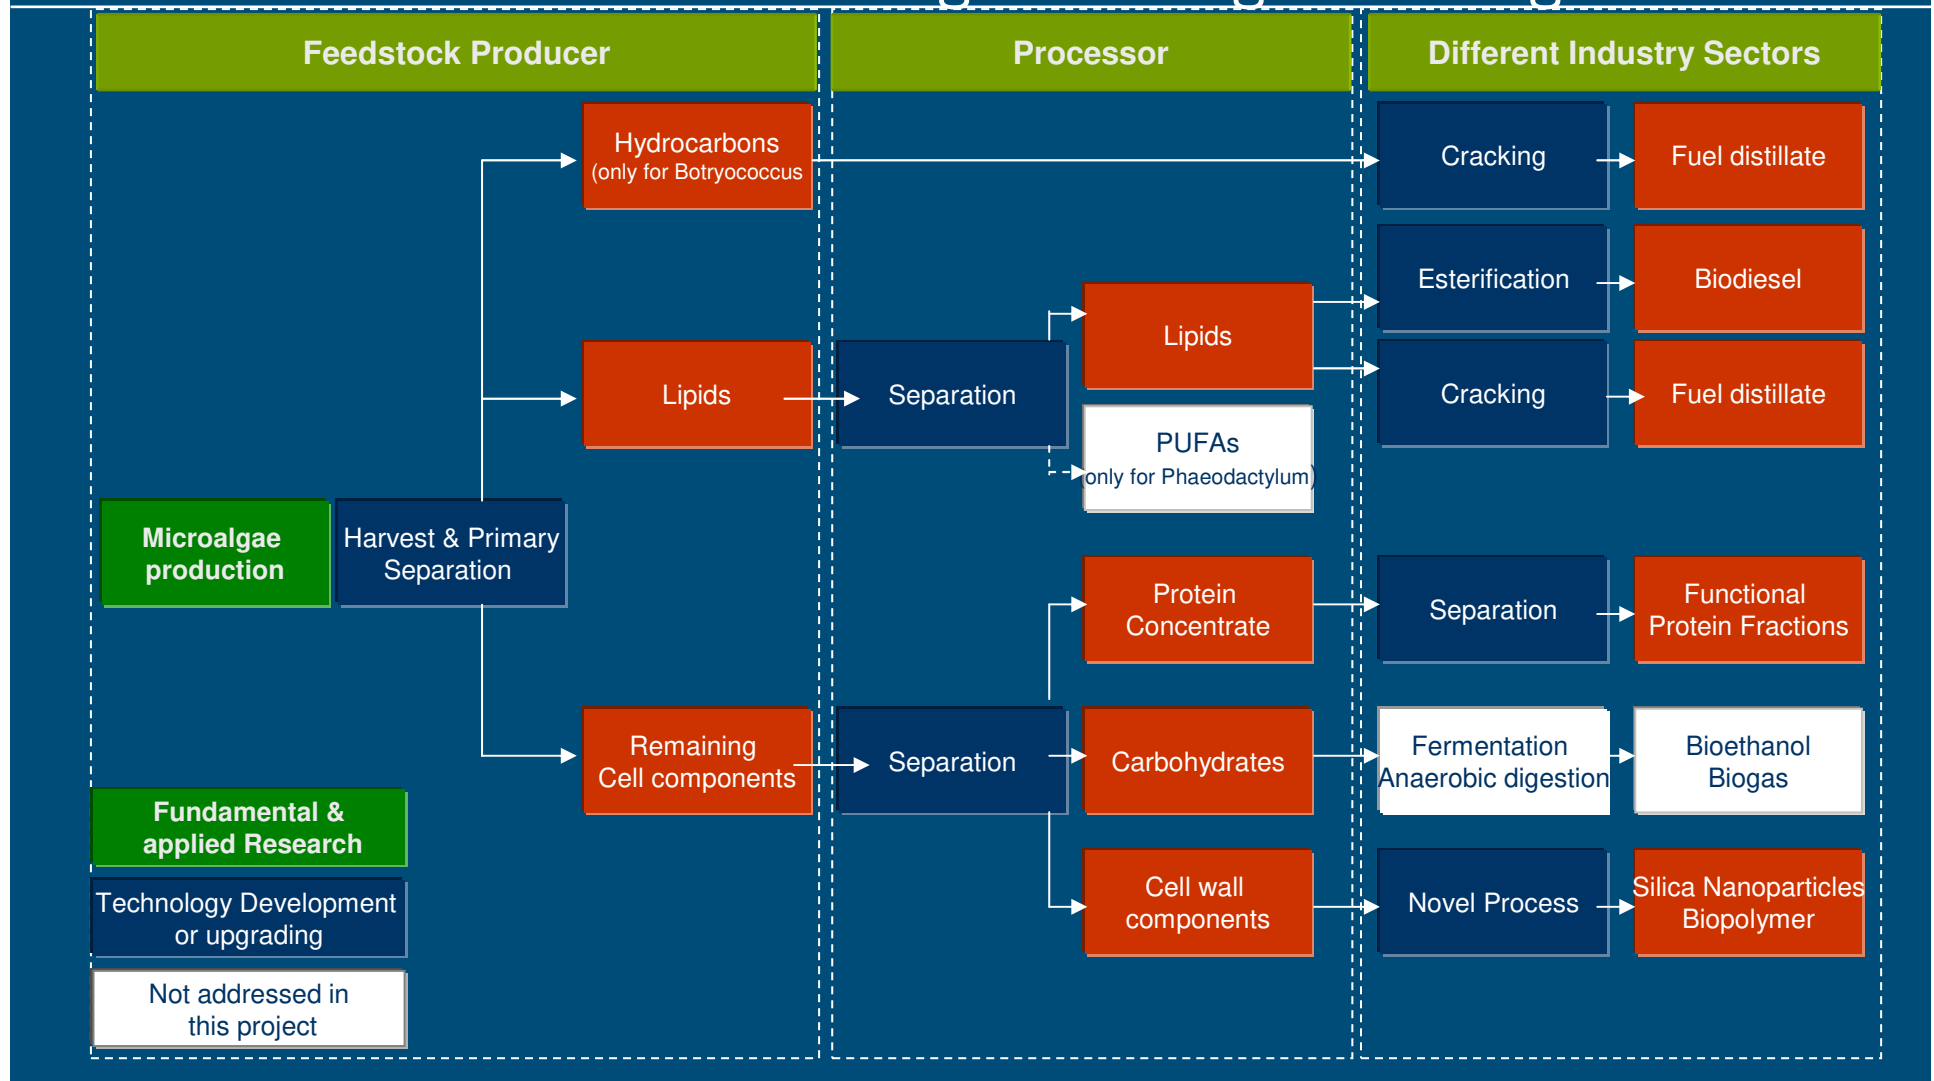 Feedstock Producer
Processor
Different Industry Sectors
Hydrocarbons
(only for Botryococcus
Cracking
Fuel distillate
Esterification
Biodiesel
Lipids
Lipids
Separation
Cracking
Fuel distillate
PUFAs
(only for Phaeodactylum)
Microalgae
production
Harvest & Primary
Separation
Protein
Concentrate
Separation
Functional
Protein Fractions
Remaining
Cell components
Separation
Carbohydrates
Fermentation
Anaerobic digestion
Bioethanol
Biogas
Fundamental &
applied Research
Cell wall
components
Novel Process
Silica Nanoparticles
Biopolymer
Technology Development
or upgrading
Not addressed in
this project